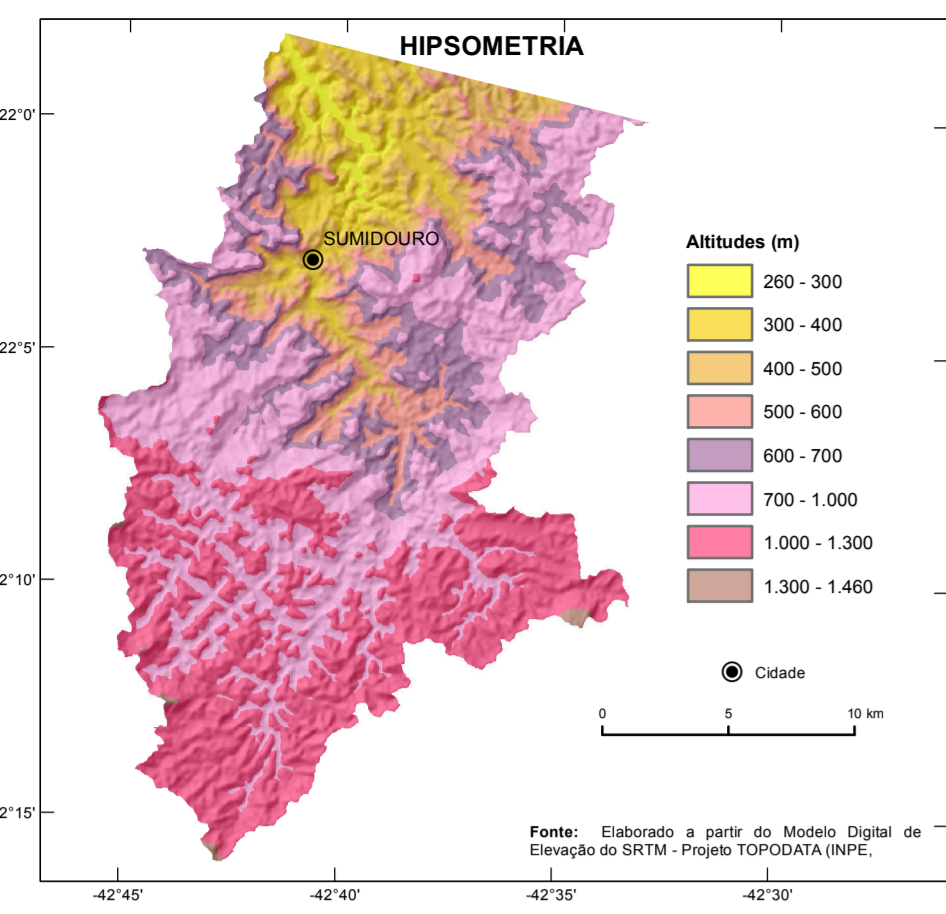 HIPSOMETRIA
22°0'
SUMIDOURO
Altitudes (m)
260 - 300
300 - 400
400 - 500
22°5'
500 - 600
600 - 700
700 - 1.000
1.000 - 1.300
2°10'
1.300 - 1.460
Cidade
0 5 10 km
2°15'
Fonte: Elaborado a partir do Modelo Digital de
Elevação do SRTM - Projeto TOPODATA (INPE,
-42°45' -42°40' -42°35' -42°30'